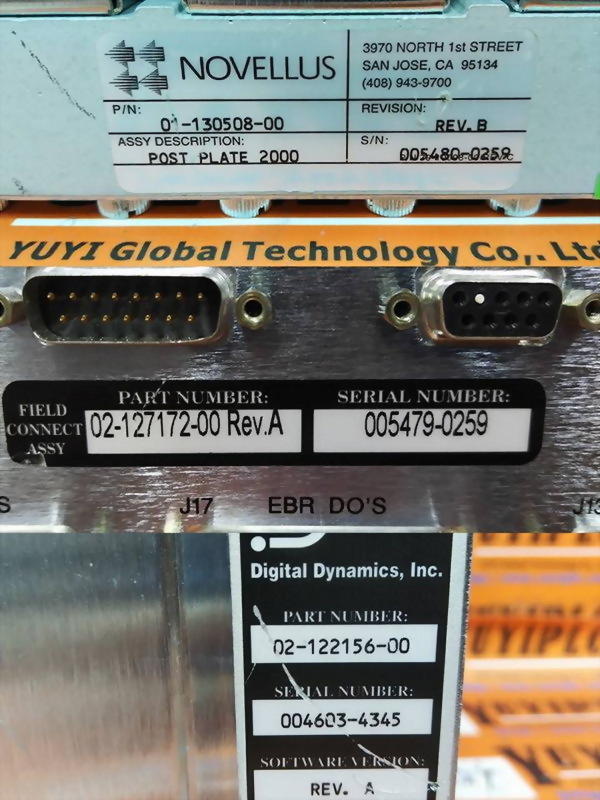 NOVELLUS
3970 NORTH 1st STREET
SAN JOSE, CA 95134
(408) 943-9700
P/N:
01-130508-00
REVISION:
REV. B
ASSY DESCRIPTION:
POST PLATE 2000
S/N:
005480-0259
YUYI Global Technology Co,. Ltd
PART NUMBER:
SERIAL NUMBER:
FIELD
CONNECT
ASSY
02-127172-00 Rev.A
005479-0259
S
J17
EBR DO'S
J13
Digital Dynamics, Inc.
PART NUMBER:
02-122156-00
SERIAL NUMBER:
004603-4345
SOFTWARE VERSION:
REV. A